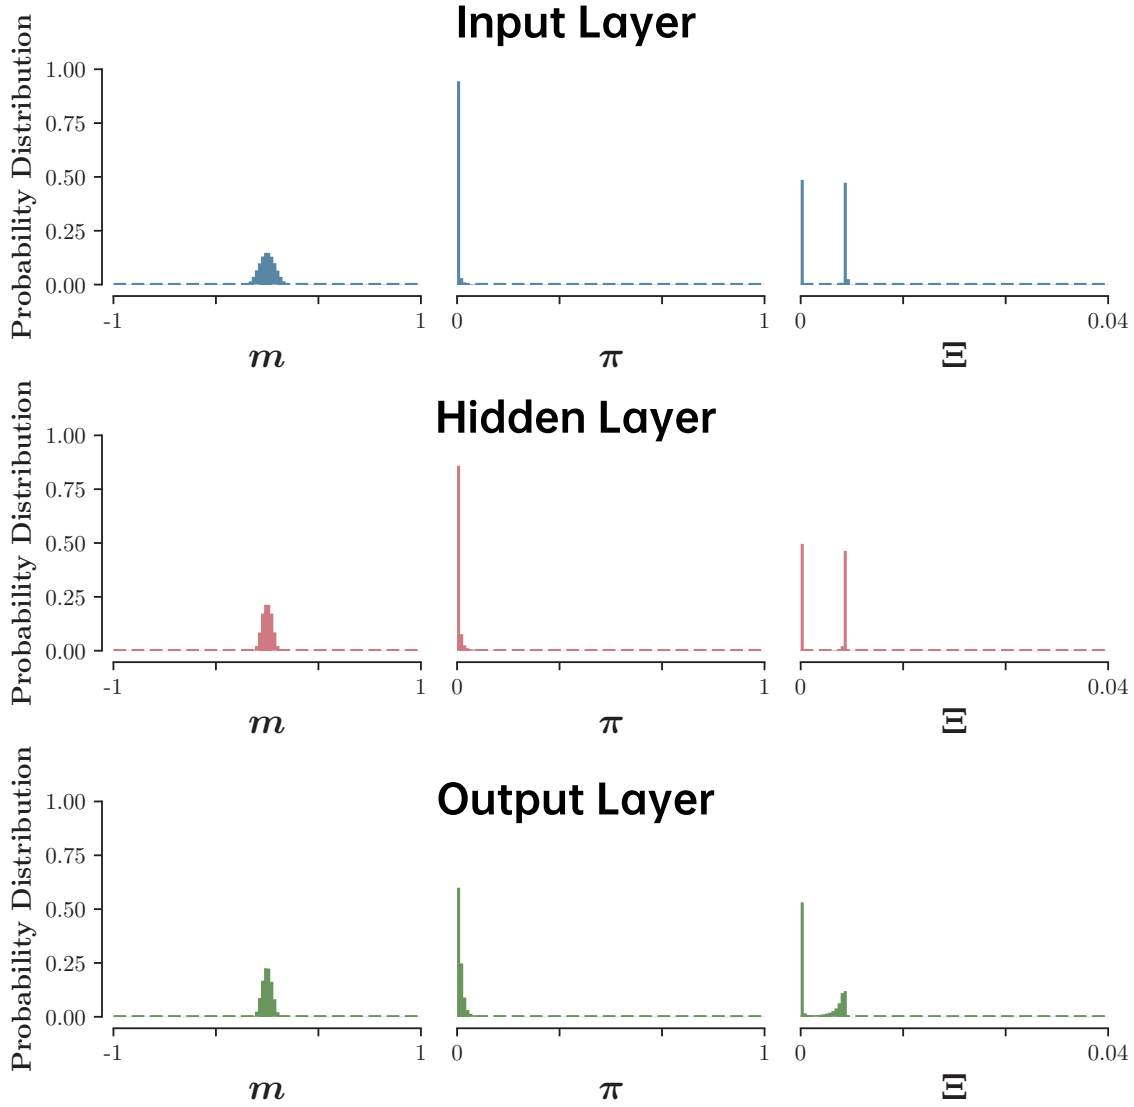 Input Layer
Probability Distribution
1.00
0.75
0.50
0.25
0.00
-1 1 0 1 0 0.04
m π Ξ
Hidden Layer
Probability Distribution
1.00
0.75
0.50
0.25
0.00
-1 1 0 1 0 0.04
m π Ξ
Output Layer
Probability Distribution
1.00
0.75
0.50
0.25
0.00
-1 1 0 1 0 0.04
m π Ξ